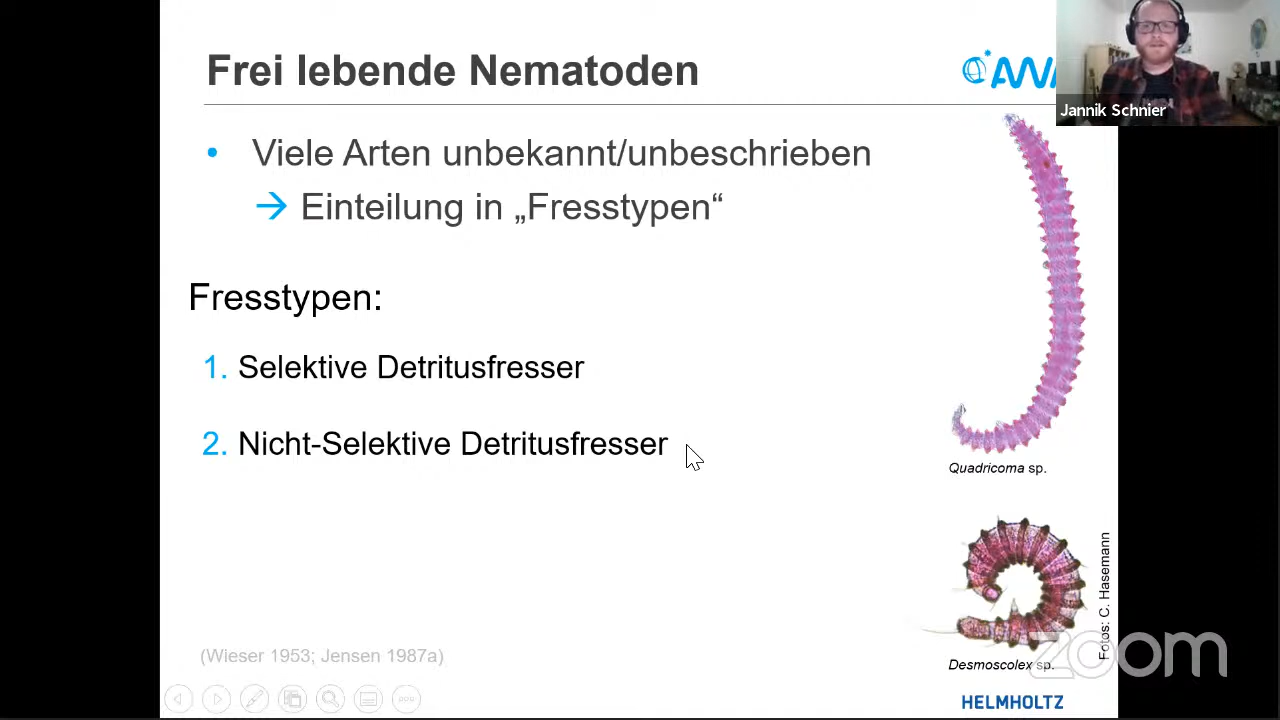 Frei lebende Nematoden
AWI
Jannik Schnier
• Viele Arten unbekannt/unbeschrieben
→ Einteilung in „Fresstypen“
Fresstypen:
1. Selektive Detritusfresser
2. Nicht-Selektive Detritusfresser
Quadricoma sp.
Fotos: C. Hasemann
Desmoscolex sp.
(Wieser 1953; Jensen 1987a)
zoom
HELMHOLTZ